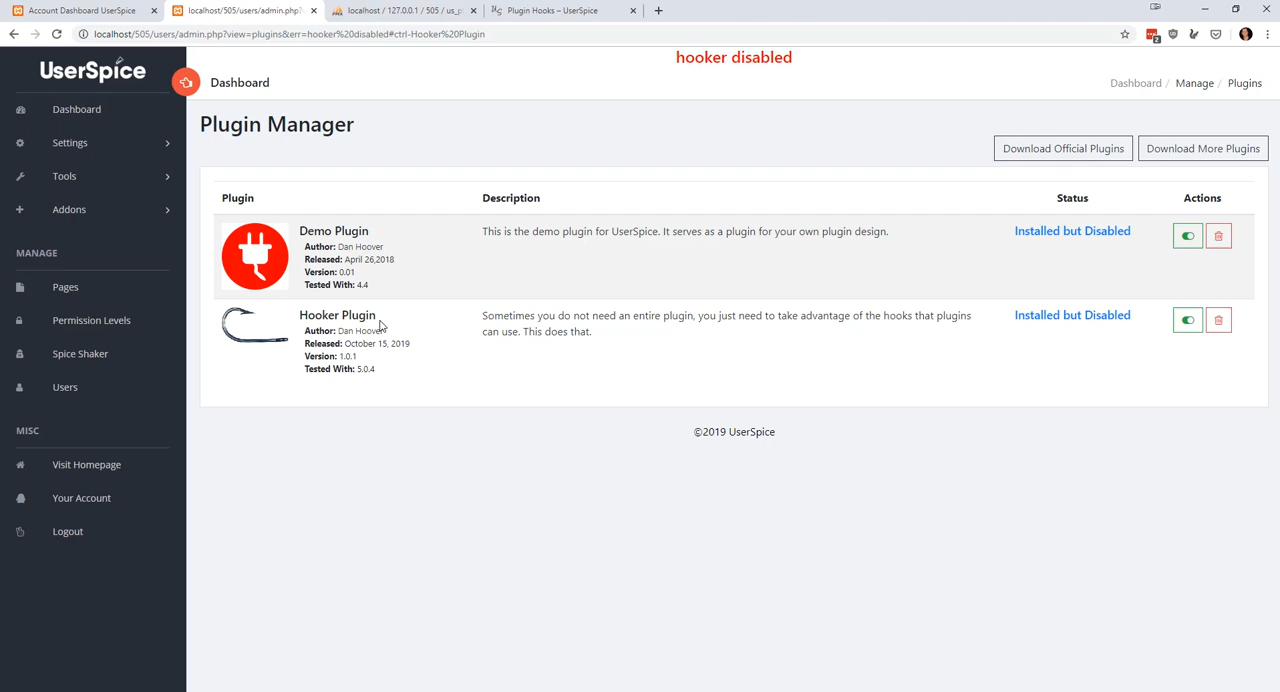 Account Dashboard UserSpice
localhost/505/users/admin.php?
localhost / 127.0.0.1 / 505 / us_p
Plugin Hooks – UserSpice
localhost/505/users/admin.php?view=plugins&err=hooker%20disabled#ctrl-Hooker%20Plugin
2
hooker disabled
UserSpice
Dashboard
Dashboard / Manage / Plugins
Dashboard
Settings
Tools
Addons
MANAGE
Pages
Permission Levels
Spice Shaker
Users
MISC
Visit Homepage
Your Account
Logout
Plugin Manager
Download Official Plugins
Download More Plugins
Plugin Description Status Actions
Demo Plugin
Author: Dan Hoover
Released: April 26,2018
Version: 0.01
Tested With: 4.4
This is the demo plugin for UserSpice. It serves as a plugin for your own plugin design.
Installed but Disabled
Hooker Plugin
Author: Dan Hoover
Released: October 15, 2019
Version: 1.0.1
Tested With: 5.0.4
Sometimes you do not need an entire plugin, you just need to take advantage of the hooks that plugins
can use. This does that.
Installed but Disabled
©2019 UserSpice